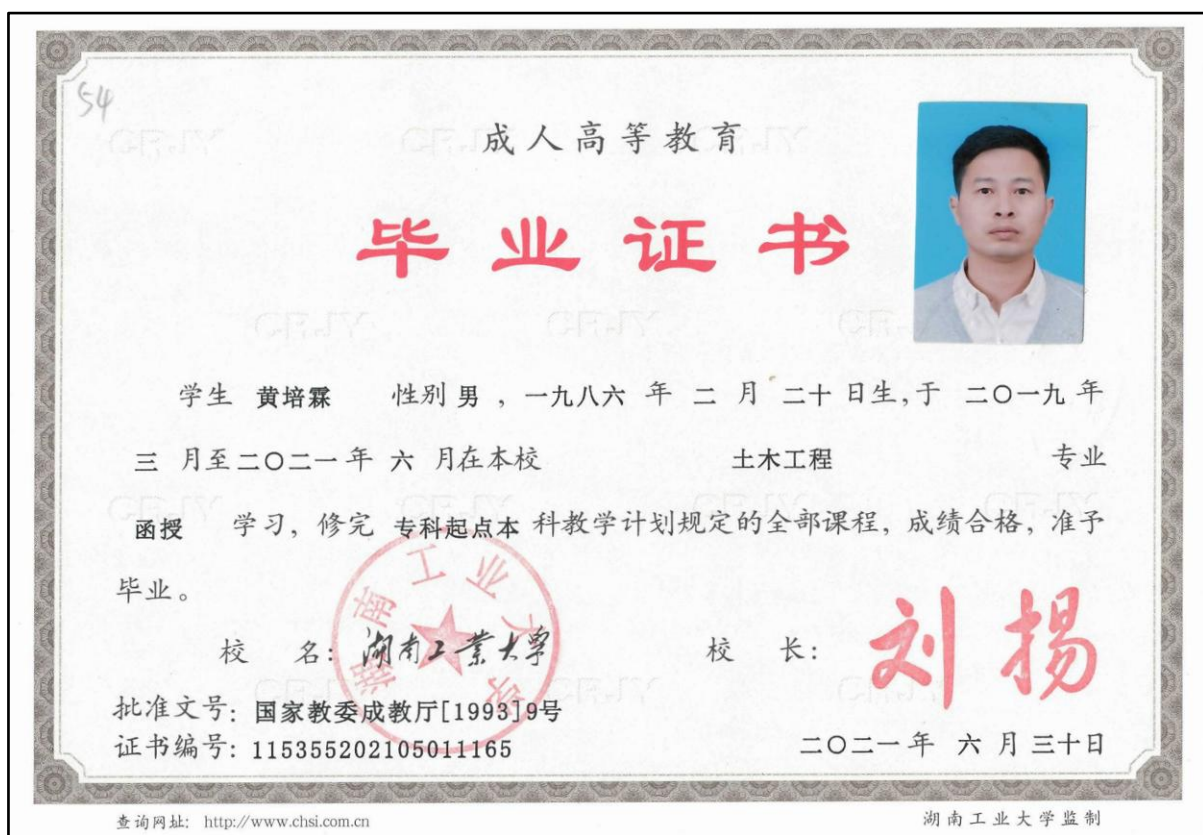 54
成人高等教育
毕业证书
学生 黄培霖 性别 男 , 一九八六 年 二 月 二十 日生,于 二〇一九 年
三 月至 二〇二一 年 六 月在本校 土木工程 专业
函授 学习, 修完 专科起点本 科教学计划规定的全部课程, 成绩合格, 准予
毕业。
校 名: 湖南工業大学 校 长: 刘扬
湖南工业大学
批准文号: 国家教委成教厅[1993]9号
证书编号: 115355202105011165 二〇二一年 六 月 三十日
查询网址: http://www.chsi.com.cn 湖南工业大学监制